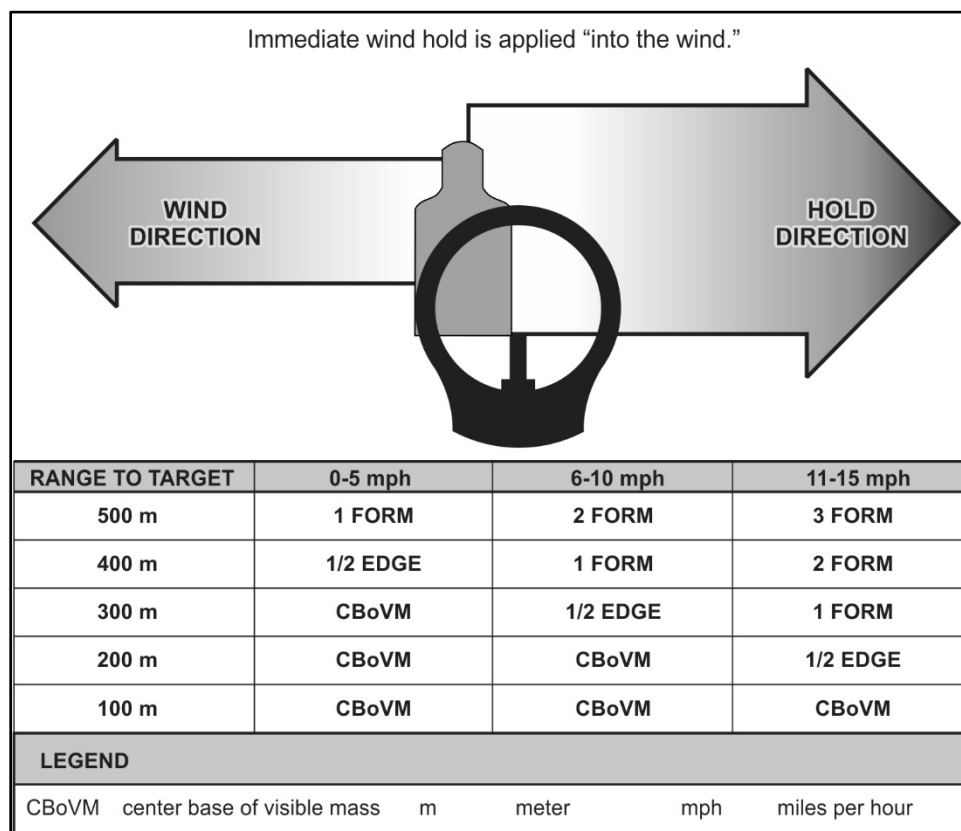 Immediate wind hold is applied “into the wind.”
WIND
DIRECTION
HOLD
DIRECTION
RANGE TO TARGET 0-5 mph 6-10 mph 11-15 mph
500 m 1 FORM 2 FORM 3 FORM
400 m 1/2 EDGE 1 FORM 2 FORM
300 m CBoVM 1/2 EDGE 1 FORM
200 m CBoVM CBoVM 1/2 EDGE
100 m CBoVM CBoVM CBoVM
LEGEND
CBoVM center base of visible mass m meter mph miles per hour